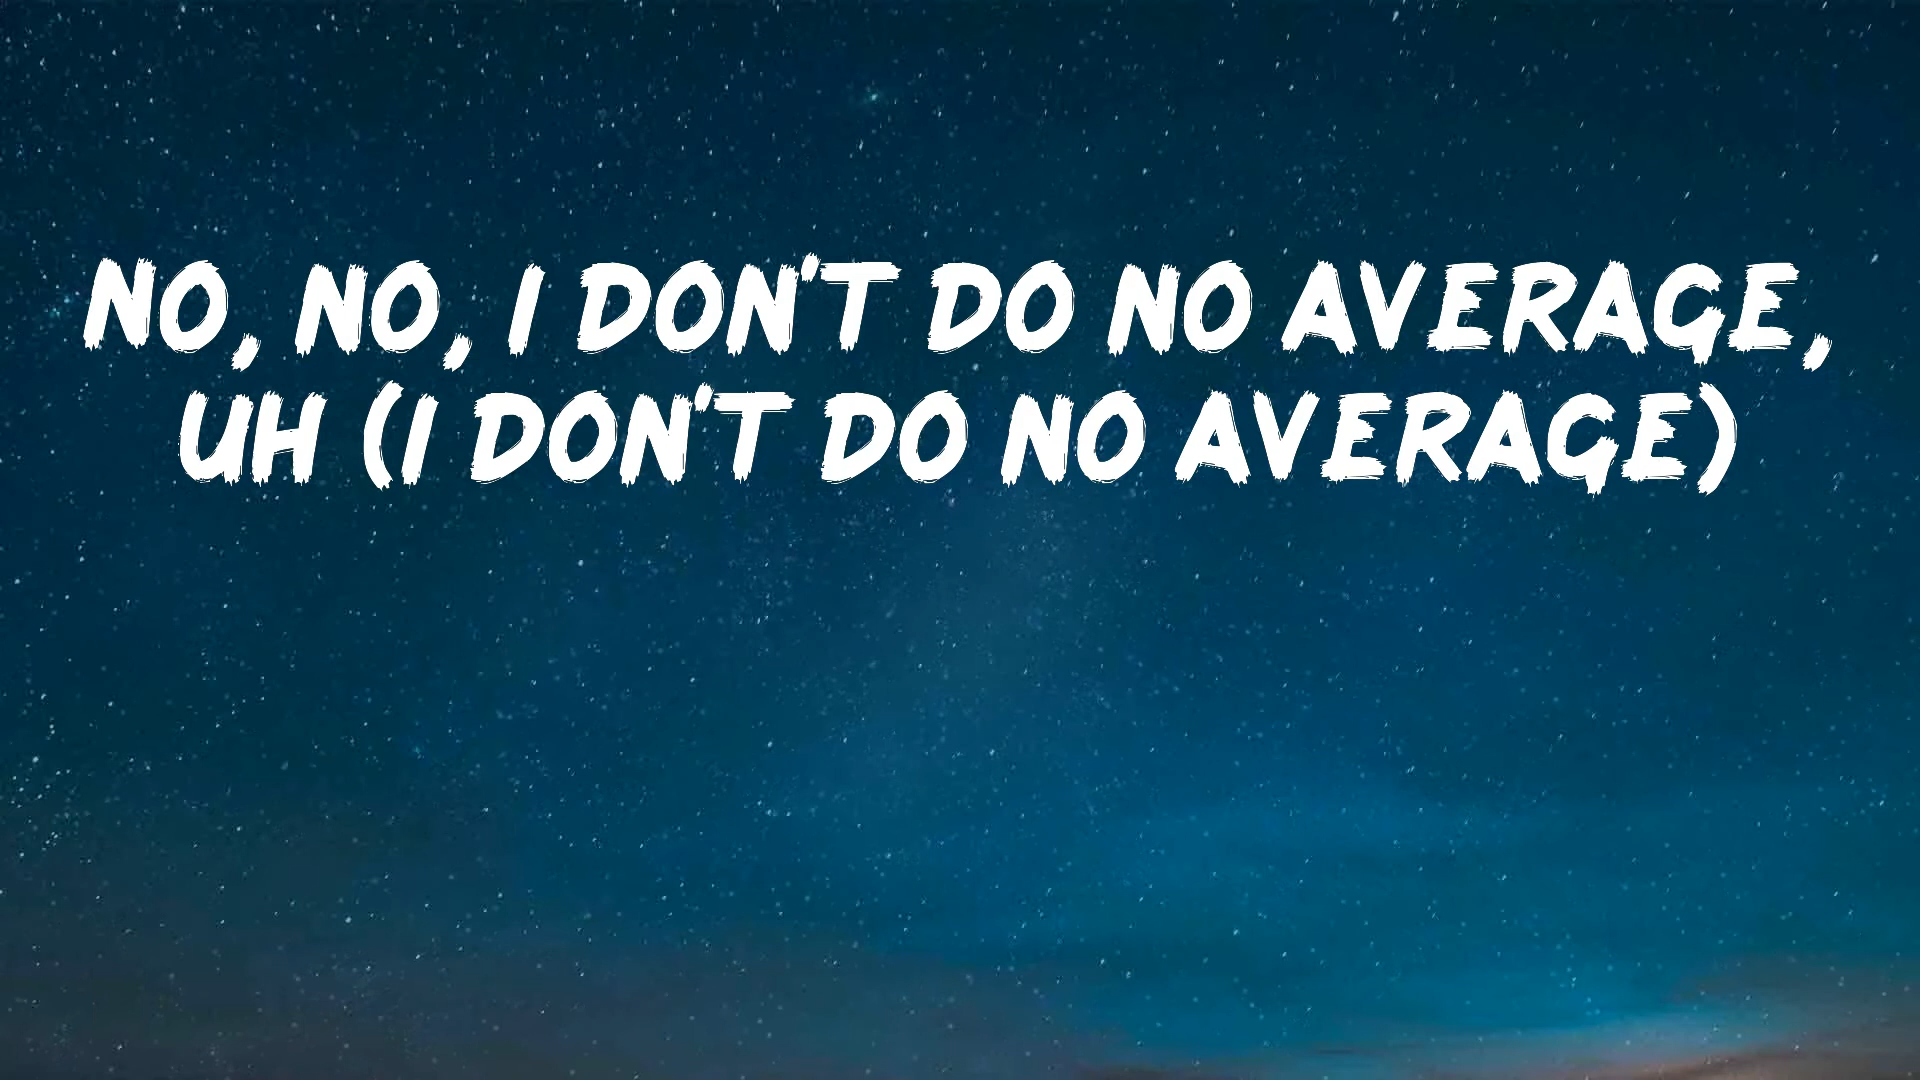 NO, NO, I DON'T DO NO AVERAGE,
UH (I DON'T DO NO AVERAGE)